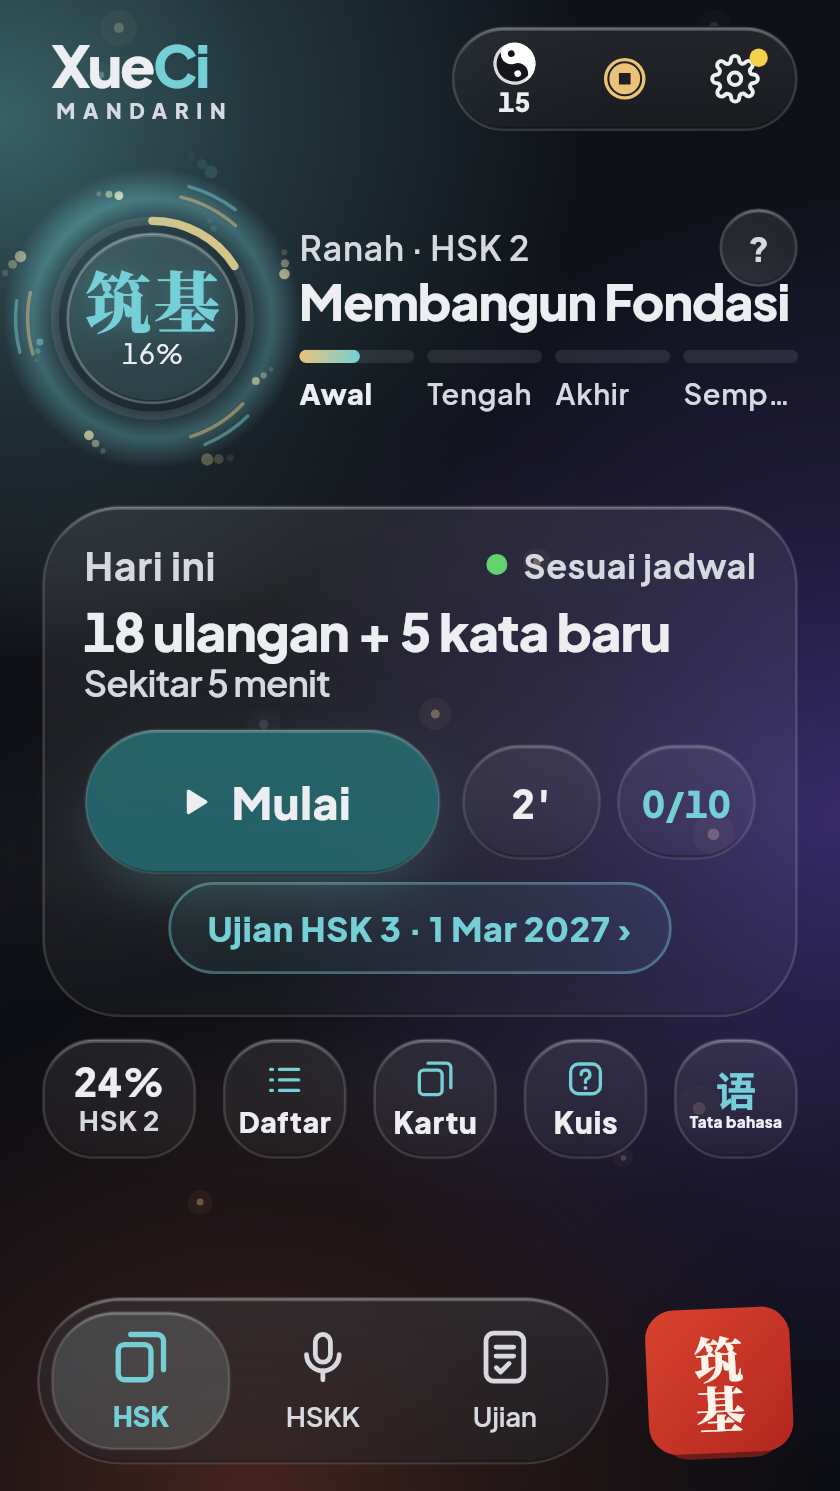 XueCi
MANDARIN
15
Ranah · HSK 2
?
Membangun Fondasi
筑基
16%
Awal
Tengah
Akhir
Semp…
Hari ini
Sesuai jadwal
18 ulangan + 5 kata baru
Sekitar 5 menit
Mulai
2'
0/10
Ujian HSK 3 · 1 Mar 2027 ›
24%
HSK 2
Daftar
Kartu
Kuis
语
Tata bahasa
HSK
HSKK
Ujian
筑
基